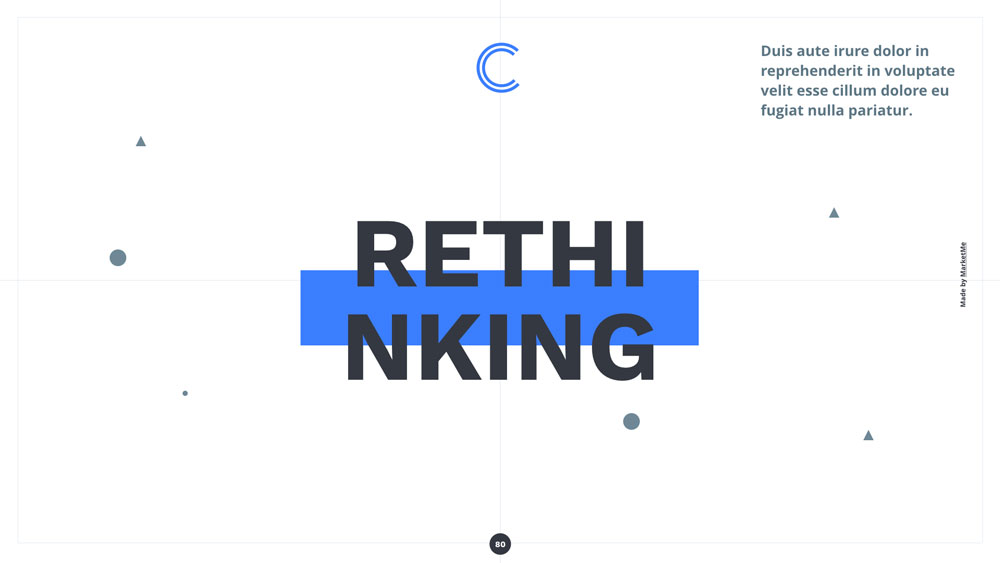 C
Duis aute irure dolor in
reprehenderit in voluptate
velit esse cillum dolore eu
fugiat nulla pariatur.
RETHI
NKING
Made by MarketMe
80